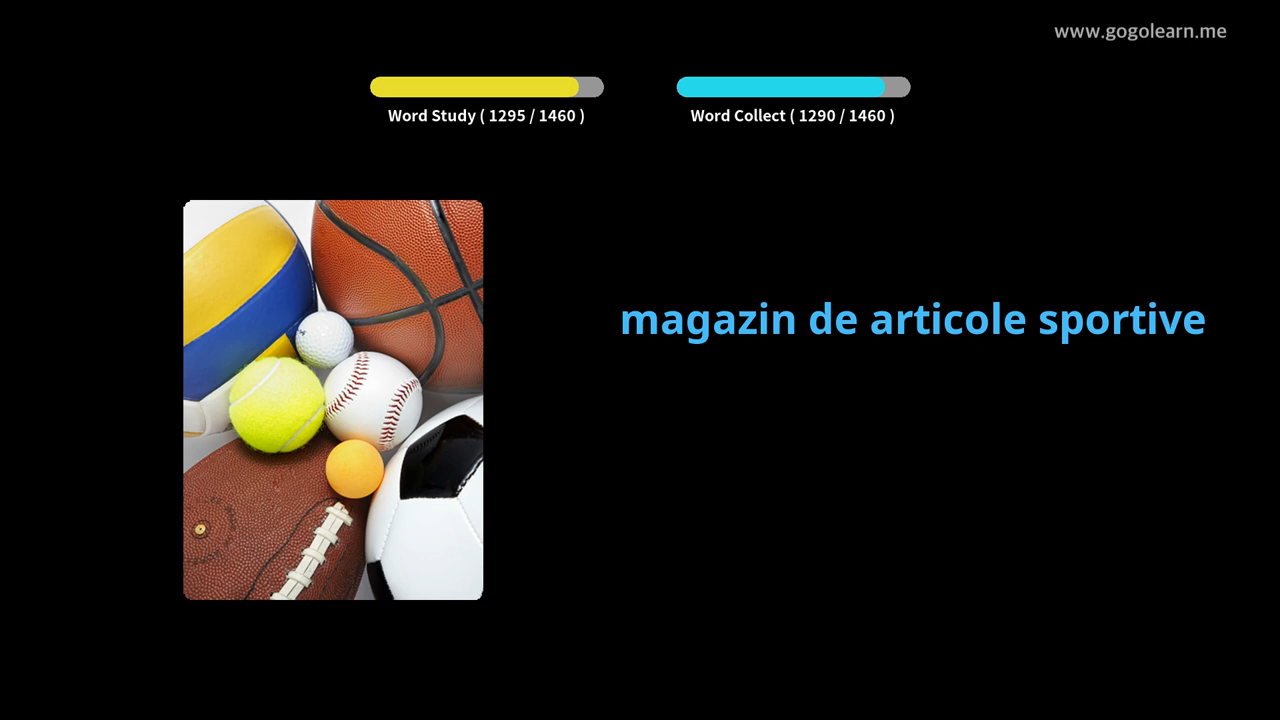 www.gogolearn.me
Word Study ( 1295 / 1460 )
Word Collect ( 1290 / 1460 )
magazin de articole sportive